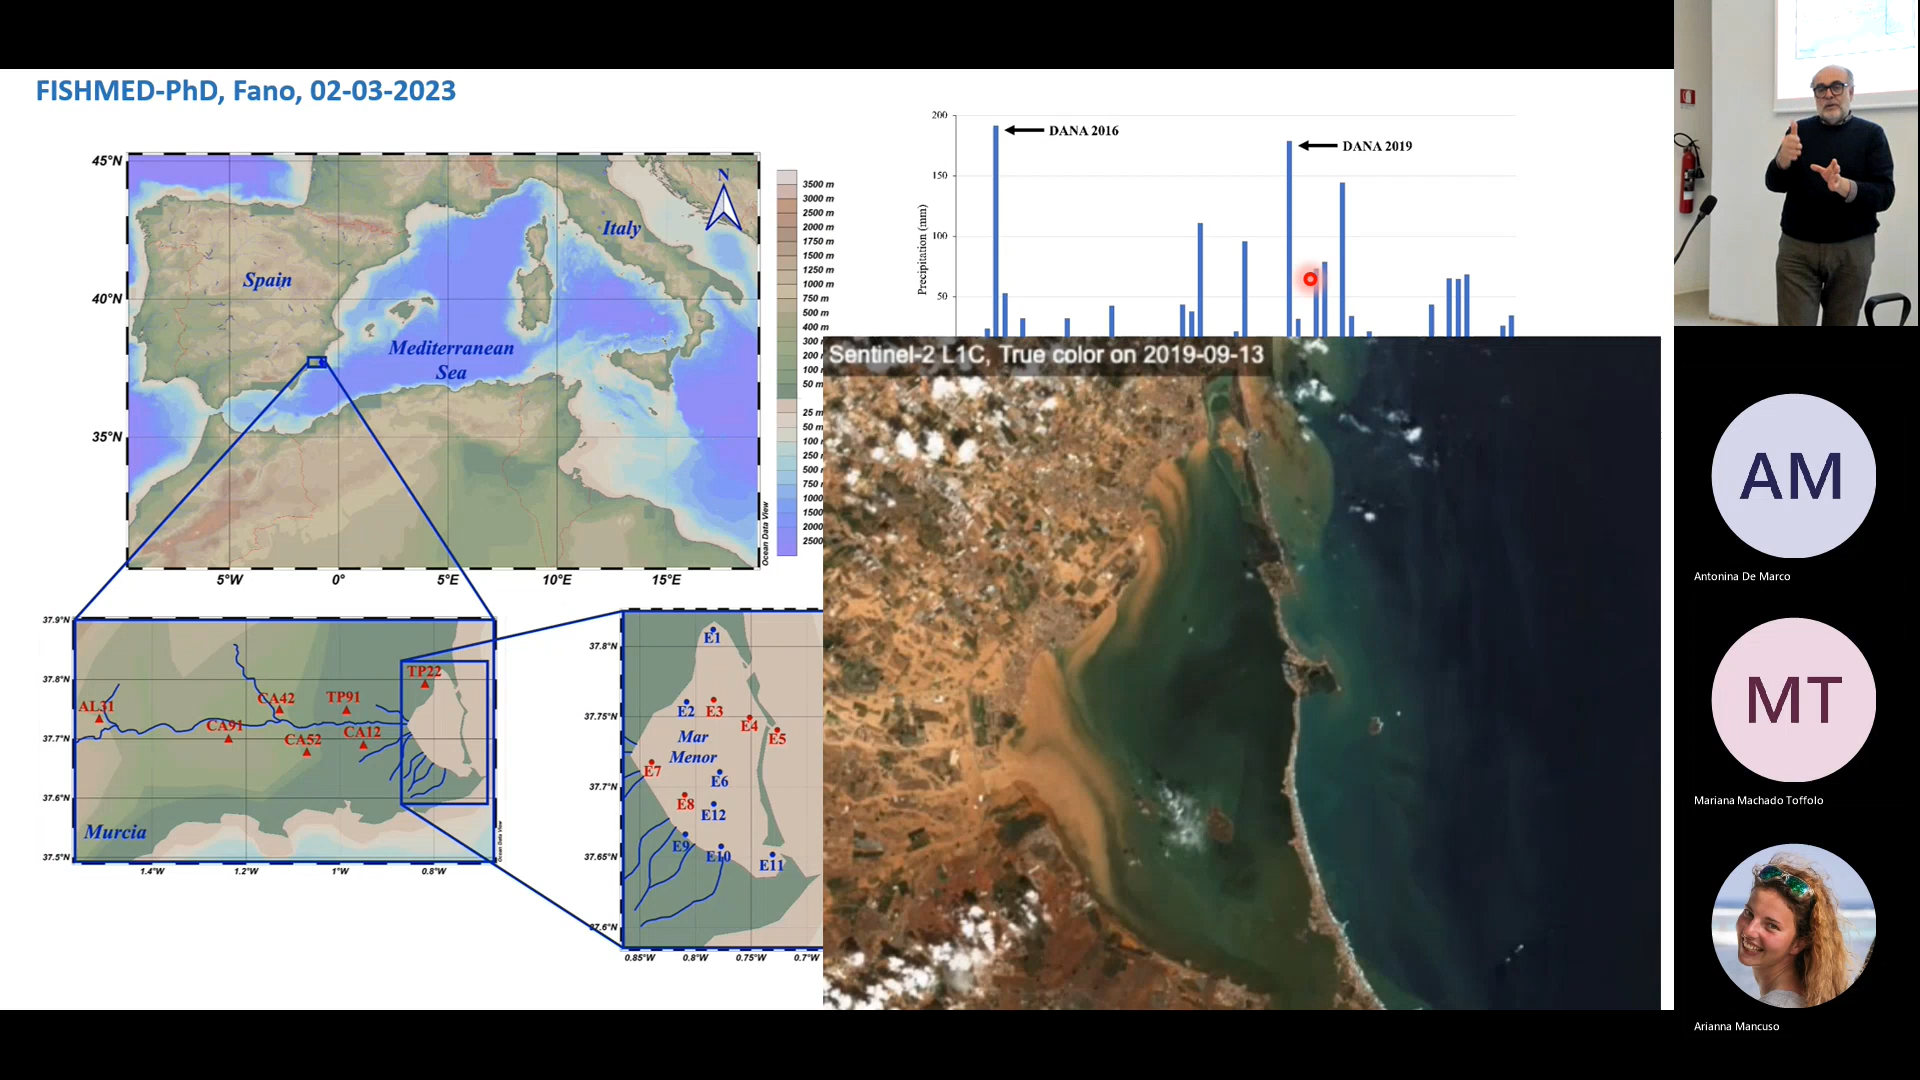 FISHMED-PhD, Fano, 02-03-2023
45°N
40°N
35°N
5°W
0°
5°E
10°E
15°E
N
Italy
Spain
Mediterranean
Sea
3500 m
3000 m
2500 m
2000 m
1750 m
1500 m
1250 m
1000 m
750 m
500 m
400 m
300
200
100
50 m
25 m
50
100
250
500
750
1000
1500
2000
2500
Ocean Data View
200
150
100
50
Precipitation (mm)
DANA 2016
DANA 2019
Sentinel-2 L1C, True color on 2019-09-13
37.9°N
37.8°N
37.7°N
37.6°N
37.5°N
1.4°W
1.2°W
1°W
0.8°W
TP22
AL31
CA42
TP91
CA91
CA52
CA12
Murcia
Ocean Data View
37.8°N
37.75°N
37.7°N
37.65°N
37.6°N
0.85°W
0.8°W
0.75°W
0.7°W
E1
E2
E3
E4
E5
Mar
Menor
E7
E6
E8
E12
E9
E10
E11
AM
Antonina De Marco
MT
Mariana Machado Toffolo
Arianna Mancuso